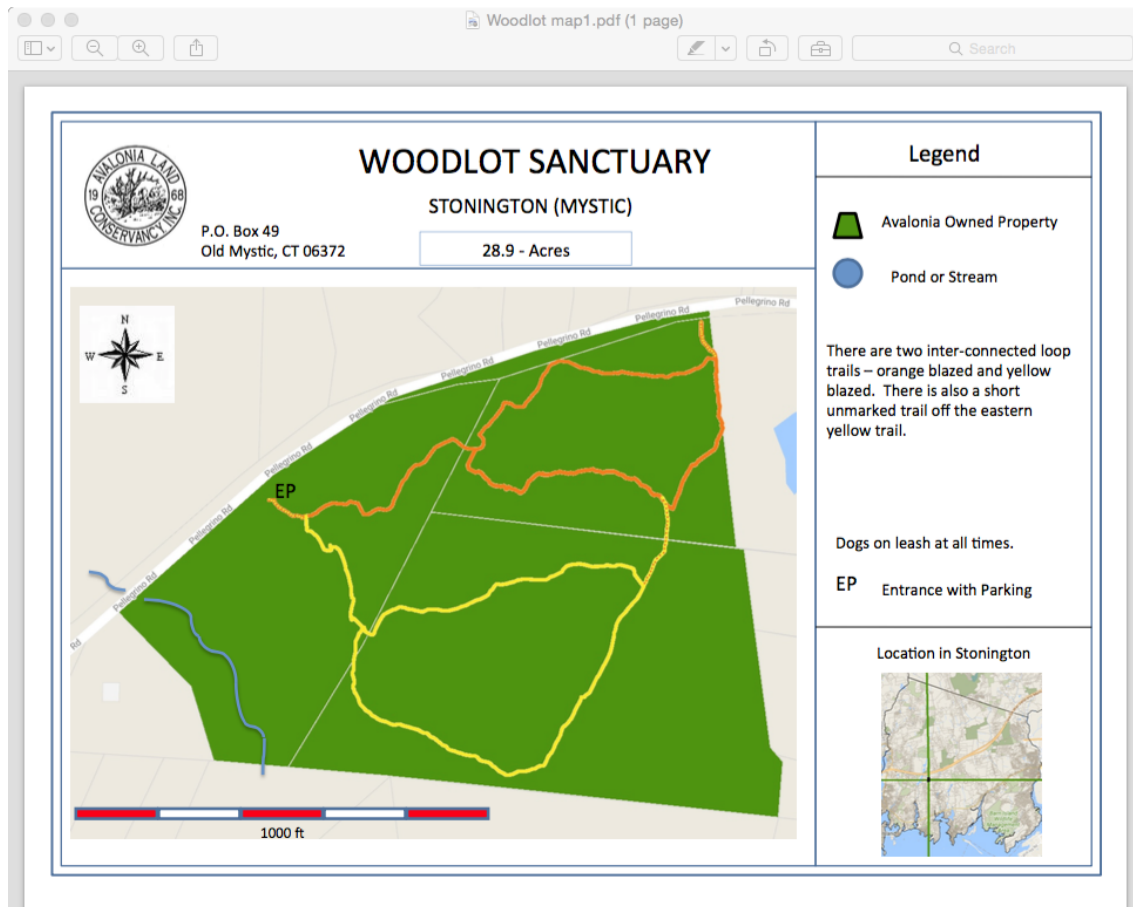 Woodlot map1.pdf (1 page)
Search
AVALONIA LAND
CONSERVANCY INC.
19 68
P.O. Box 49
Old Mystic, CT 06372
WOODLOT SANCTUARY
STONINGTON (MYSTIC)
28.9 - Acres
N
W E
S
Pellegrino Rd
Pellegrino Rd
Pellegrino Rd
Pellegrino Rd
Pellegrino Rd
Pellegrino Rd
Pellegrino Rd
Pellegrino Rd
Rd
EP
1000 ft
Legend
Avalonia Owned Property
Pond or Stream
There are two inter-connected loop
trails – orange blazed and yellow
blazed. There is also a short
unmarked trail off the eastern
yellow trail.
Dogs on leash at all times.
EP Entrance with Parking
Location in Stonington